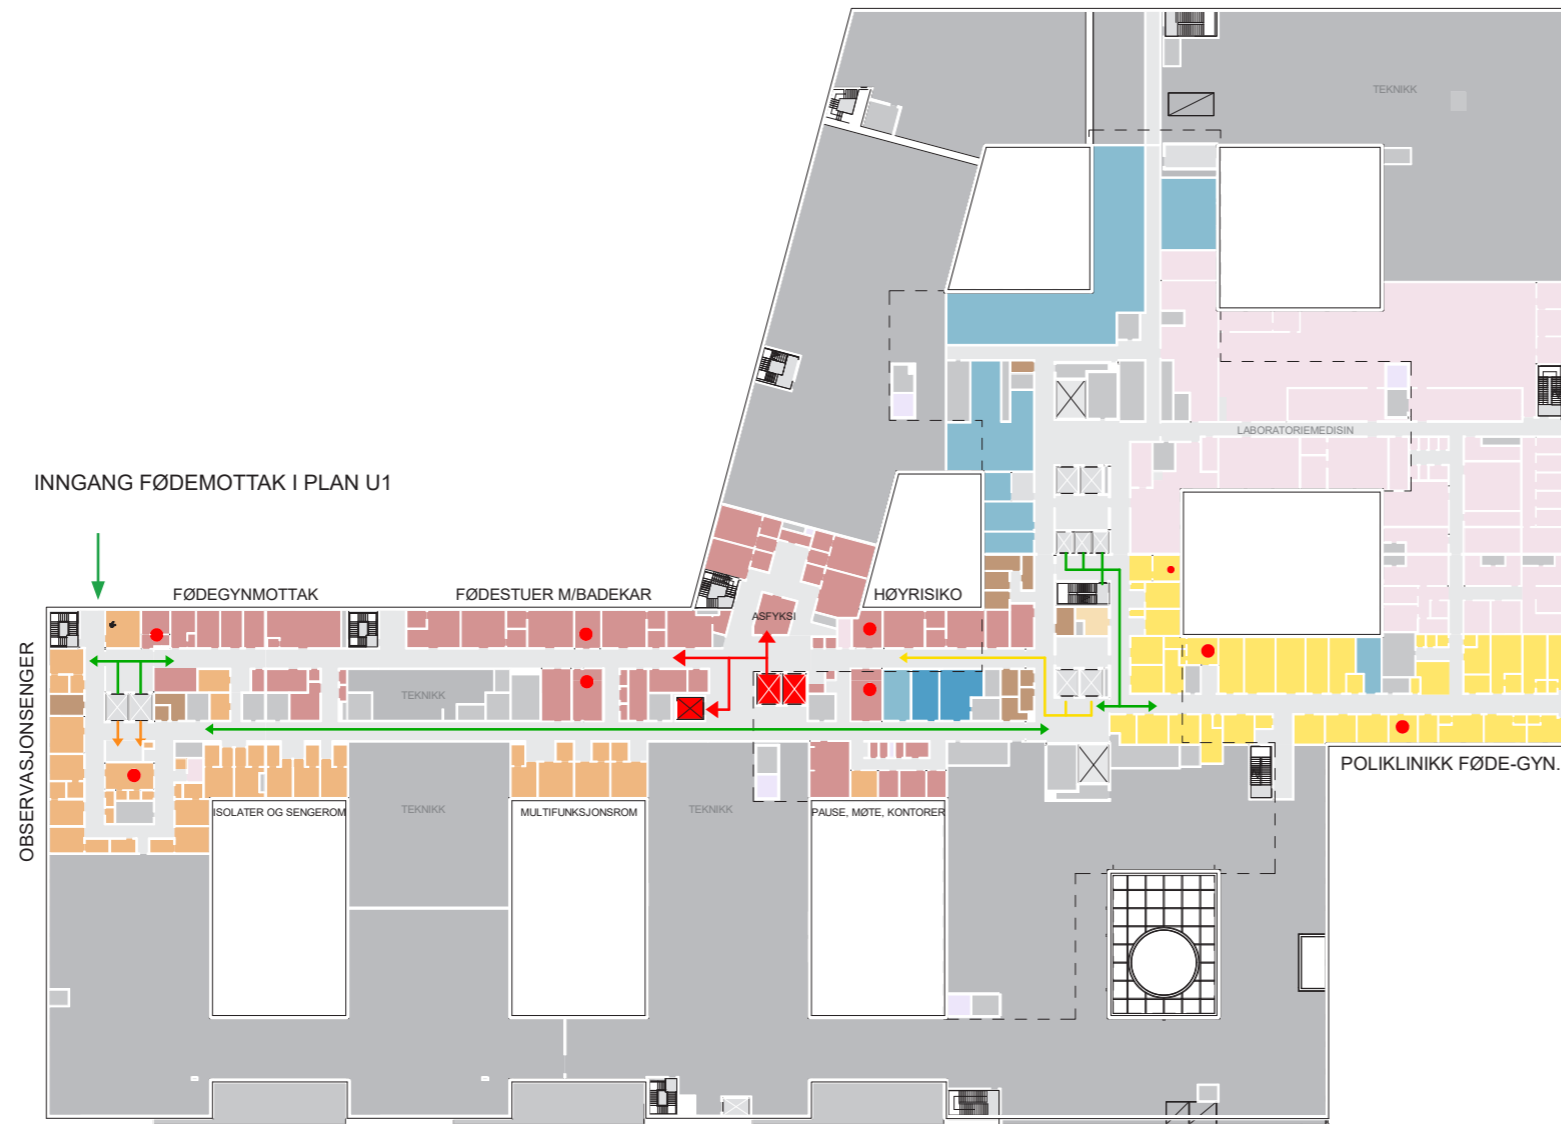 TEKNIKK
LABORATORIEMEDISIN
INNGANG FØDEMOTTAK I PLAN U1
FØDEGYNMOTTAK
FØDESTUER M/BADEKAR
HØYRISIKO
ASFYKSI
OBSERVASJONSENGER
TEKNIKK
POLIKLINIKK FØDE-GYN.
ISOLATER OG SENGEROM
TEKNIKK
MULTIFUNKSJONSROM
TEKNIKK
PAUSE, MØTE, KONTORER